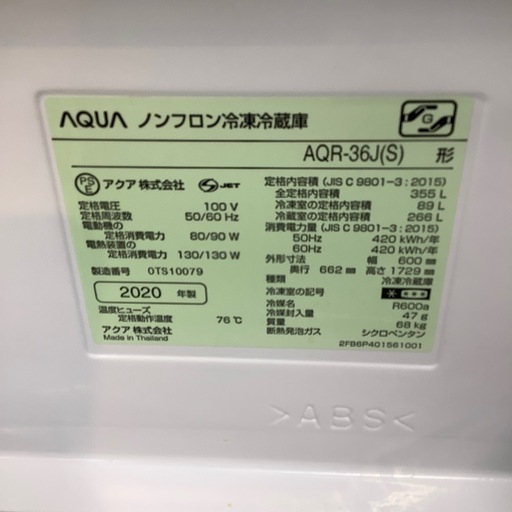 AQUA ノンフロン冷凍冷蔵庫
G
AQR-36J(S) 形
PS E アクア株式会社 S JET
定格電圧 100 V
定格周波数 50/60 Hz
電動機の
定格消費電力 80/90 W
電熱装置の
定格消費電力 130/130 W
製造番号 0TS10079
2020 年製
温度ヒューズ
定格動作温度 76 ℃
アクア株式会社
Made in Thailand
定格内容積 (JIS C 9801-3 : 2015)
全定格内容積 355 L
冷凍室の定格内容積 89 L
冷蔵室の定格内容積 266 L
消費電力量 (JIS C 9801-3 : 2015)
50Hz 420 kWh/年
60Hz 420 kWh/年
外形寸法 幅 600 mm
奥行 662 mm 高さ 1729 mm
種類 冷凍冷蔵庫
冷凍室の記号
冷媒名 R600a
冷媒封入量 47 g
質量 68 kg
断熱発泡ガス シクロペンタン
2FB6P401561001
>ABS<